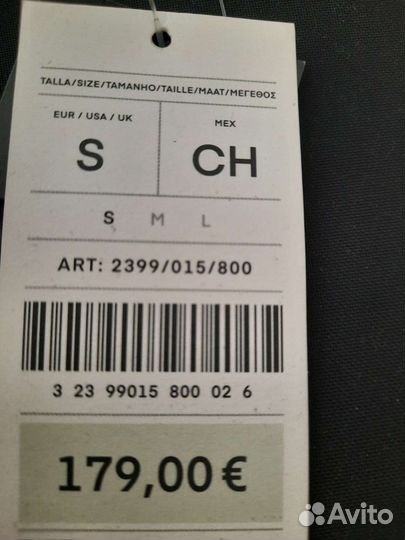 TALLA/SIZE/TAMANHO/TAILLE/MAAT/ΜΕΓΕΘΟΣ
EUR / USA / UK
MEX
S
CH
S M L
ART: 2399/015/800
3 23 99015 800 02 6
179,00 €
Avito